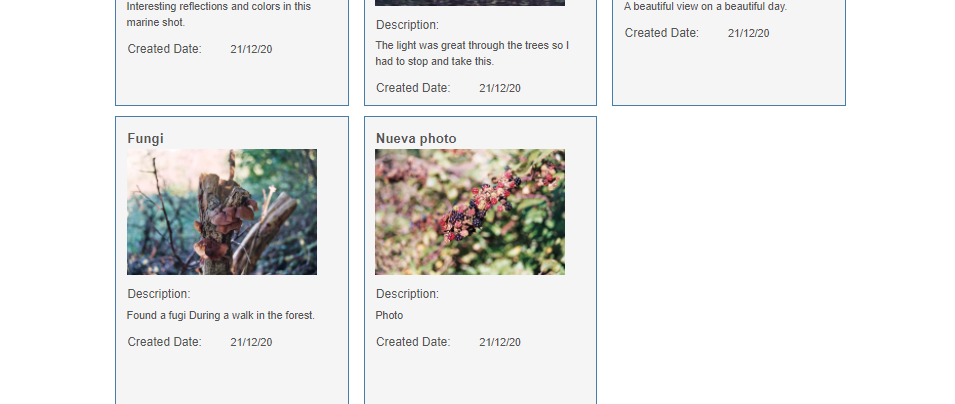 Interesting reflections and colors in this
marine shot.
Created Date: 21/12/20
Description:
The light was great through the trees so I
had to stop and take this.
Created Date: 21/12/20
A beautiful view on a beautiful day.
Created Date: 21/12/20
Fungi
Description:
Found a fugi During a walk in the forest.
Created Date: 21/12/20
Nueva photo
Description:
Photo
Created Date: 21/12/20